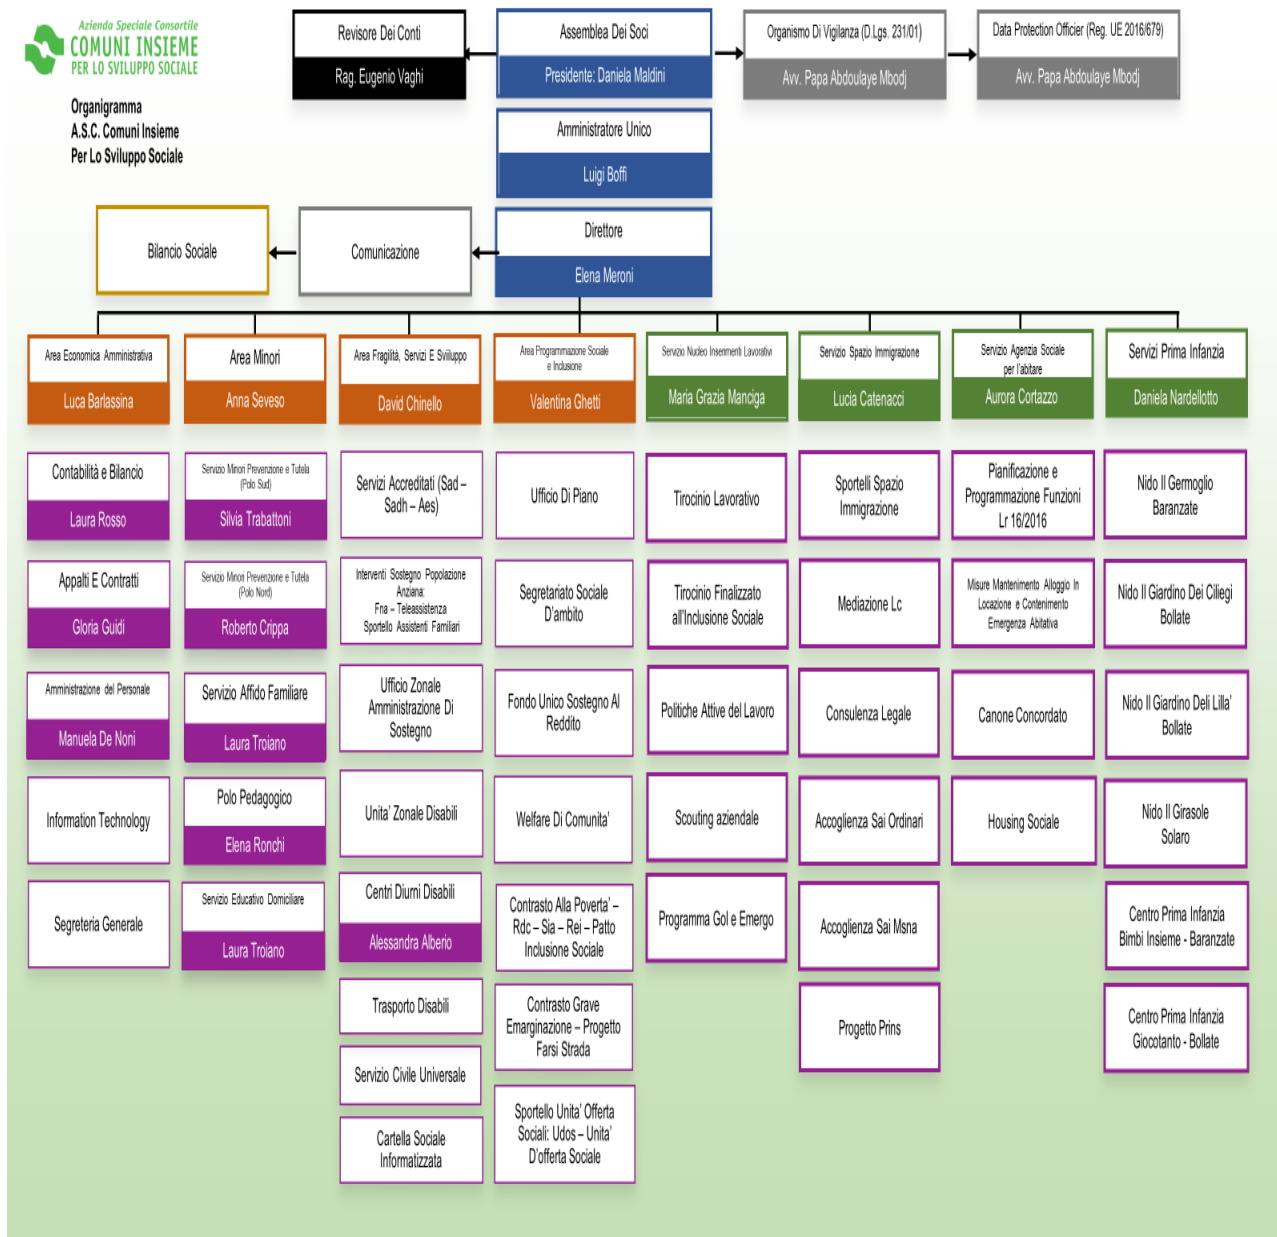 Azienda Speciale Consortile
COMUNI INSIEME
PER LO SVILUPPO SOCIALE
Organigramma
A.S.C. Comuni Insieme
Per Lo Sviluppo Sociale
Revisore Dei Conti
Rag. Eugenio Vaghi
Assemblea Dei Soci
Presidente: Daniela Maldini
Organismo Di Vigilanza (D.Lgs. 231/01)
Avv. Papa Abdoulaye Mbodj
Data Protection Officier (Reg. UE 2016/679)
Avv. Papa Abdoulaye Mbodj
Amministratore Unico
Luigi Boffi
Direttore
Elena Meroni
Comunicazione
Bilancio Sociale
Area Economica Amministrativa
Luca Barlassina
Contabilità e Bilancio
Laura Rosso
Appalti E Contratti
Gloria Guidi
Amministrazione del Personale
Manuela De Noni
Information Technology
Segreteria Generale
Area Minori
Anna Seveso
Servizio Minori Prevenzione e Tutela
(Polo Sud)
Silvia Trabattoni
Servizio Minori Prevenzione e Tutela
(Polo Nord)
Roberto Crippa
Servizio Affido Familiare
Laura Troiano
Polo Pedagogico
Elena Ronchi
Servizio Educativo Domiciliare
Laura Troiano
Area Fragilità, Servizi E Sviiluppo
David Chinello
Servizi Accreditati (Sad –
Sadh – Aes)
Interventi Sostegno Popolazione
Anziana:
Fna – Teleassistenza
Sportello Assistenti Familiari
Ufficio Zonale
Amministrazione Di
Sostegno
Unita' Zonale Disabili
Centri Diurni Disabili
Alessandra Alberio
Trasporto Disabili
Servizio Civile Universale
Cartella Sociale
Informatizzata
Area Programmazione Sociale
e Inclusione
Valentina Ghetti
Ufficio Di Piano
Segretariato Sociale
D'ambito
Fondo Unico Sostegno Al
Reddito
Welfare Di Comunita'
Contrasto Alla Poverta' –
Rdc – Sia – Rei – Patto
Inclusione Sociale
Contrasto Grave
Emarginazione – Progetto
Farsi Strada
Sportello Unita' Offerta
Sociali: Udos – Unita'
D'offerta Sociale
Servizio Nucleo Inserimenti Lavorativi
Maria Grazia Manciga
Tirocinio Lavorativo
Tirocinio Finalizzato
all'Inclusione Sociale
Politiche Attive del Lavoro
Scouting aziendale
Programma Gol e Emergo
Servizio Spazio Immigrazione
Lucia Catenacci
Sportelli Spazio
Immigrazione
Mediazione Lc
Consulenza Legale
Accoglienza Sai Ordinari
Accoglienza Sai Msna
Progetto Prins
Servizio Agenzia Sociale
per l'abitare
Aurora Cortazzo
Pianificazione e
Programmazione Funzioni
Lr 16/2016
Misure Mantenimento Alloggio In
Locazione e Contenimento
Emergenza Abitativa
Canone Concordato
Housing Sociale
Servizi Prima Infanzia
Daniela Nardellotto
Nido Il Germoglio
Baranzate
Nido Il Giardino Dei Ciliegi
Bollate
Nido Il Giardino Deli Lilla'
Bollate
Nido Il Girasole
Solaro
Centro Prima Infanzia
Bimbi Insieme - Baranzate
Centro Prima Infanzia
Giocotanto - Bollate